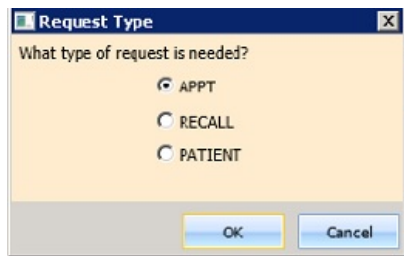 Request Type
What type of request is needed?
APPT
RECALL
PATIENT
OK Cancel